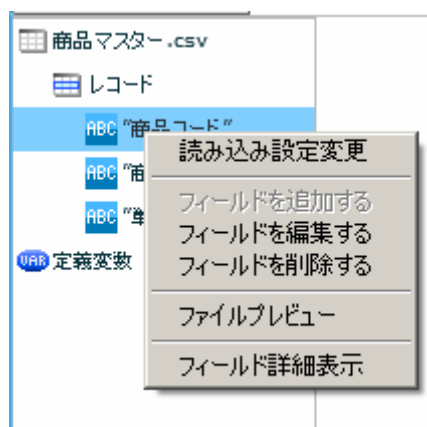 商品マスター.csv
レコード
ABC "商品コード"
読み込み設定変更
ABC "商
フィールドを追加する
ABC "単
フィールドを編集する
VAR 定義変数
フィールドを削除する
ファイルプレビュー
フィールド詳細表示